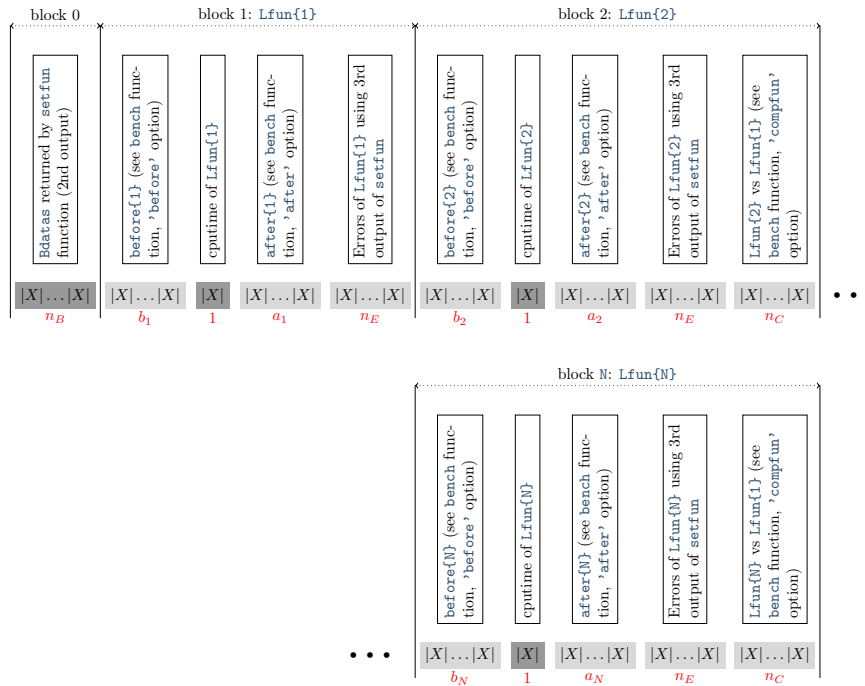 block 0
block 1: Lfun{1}
block 2: Lfun{2}
Bdatas returned by setfun
function (2nd output)
before{1} (see bench func-
tion, 'before' option)
cputime of Lfun{1}
after{1} (see bench func-
tion, 'after' option)
Errors of Lfun{1} using 3rd
output of setfun
before{2} (see bench func-
tion, 'before' option)
cputime of Lfun{2}
after{2} (see bench func-
tion, 'after' option)
Errors of Lfun{2} using 3rd
output of setfun
Lfun{2} vs Lfun{1} (see
bench function, 'compfun'
option)
|X| ... |X| |X| ... |X| |X| |X| ... |X| |X| ... |X| |X| ... |X| |X| |X| ... |X| |X| ... |X| |X| ... |X| ..
n_B b_1 1 a_1 n_E b_2 1 a_2 n_E n_C
block N: Lfun{N}
before{N} (see bench func-
tion, 'before' option)
cputime of Lfun{N}
after{N} (see bench func-
tion, 'after' option)
Errors of Lfun{N} using 3rd
output of setfun
Lfun{N} vs Lfun{1} (see
bench function, 'compfun'
option)
... |X| ... |X| |X| |X| ... |X| |X| ... |X| |X| ... |X|
b_N 1 a_N n_E n_C